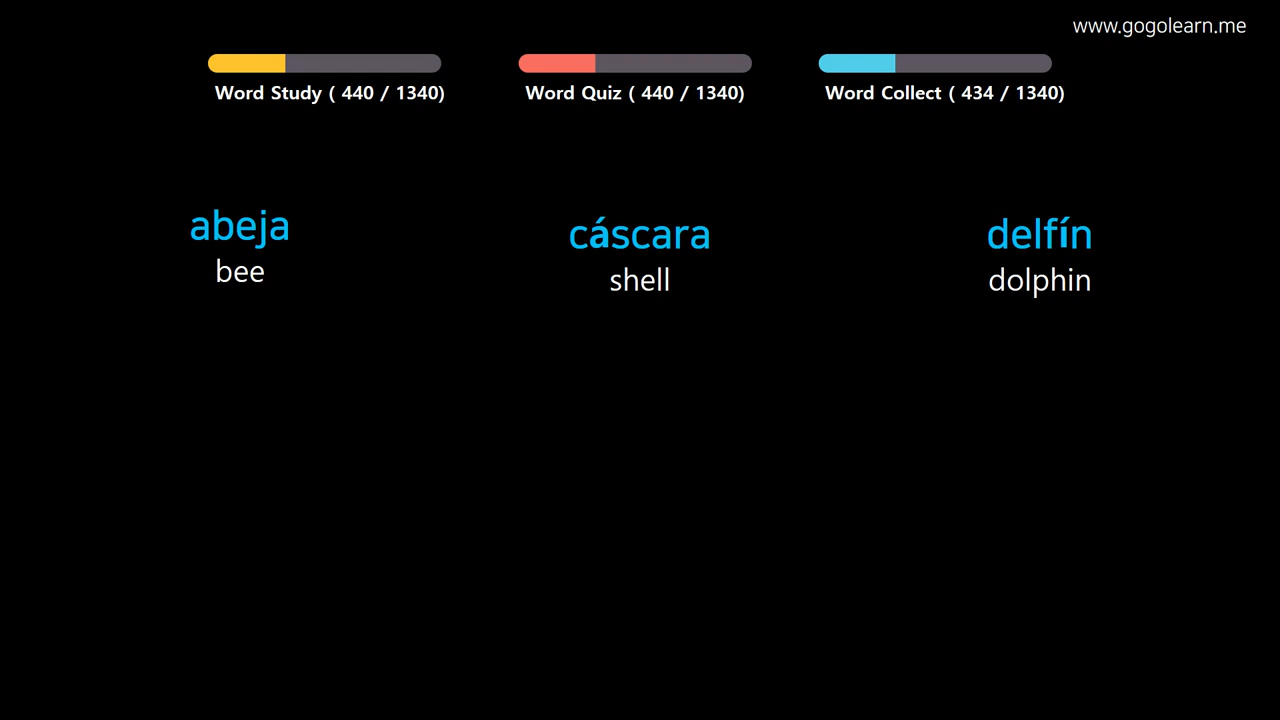 www.gogolearn.me
Word Study ( 440 / 1340)
Word Quiz ( 440 / 1340)
Word Collect ( 434 / 1340)
abeja
bee
cáscara
shell
delfín
dolphin